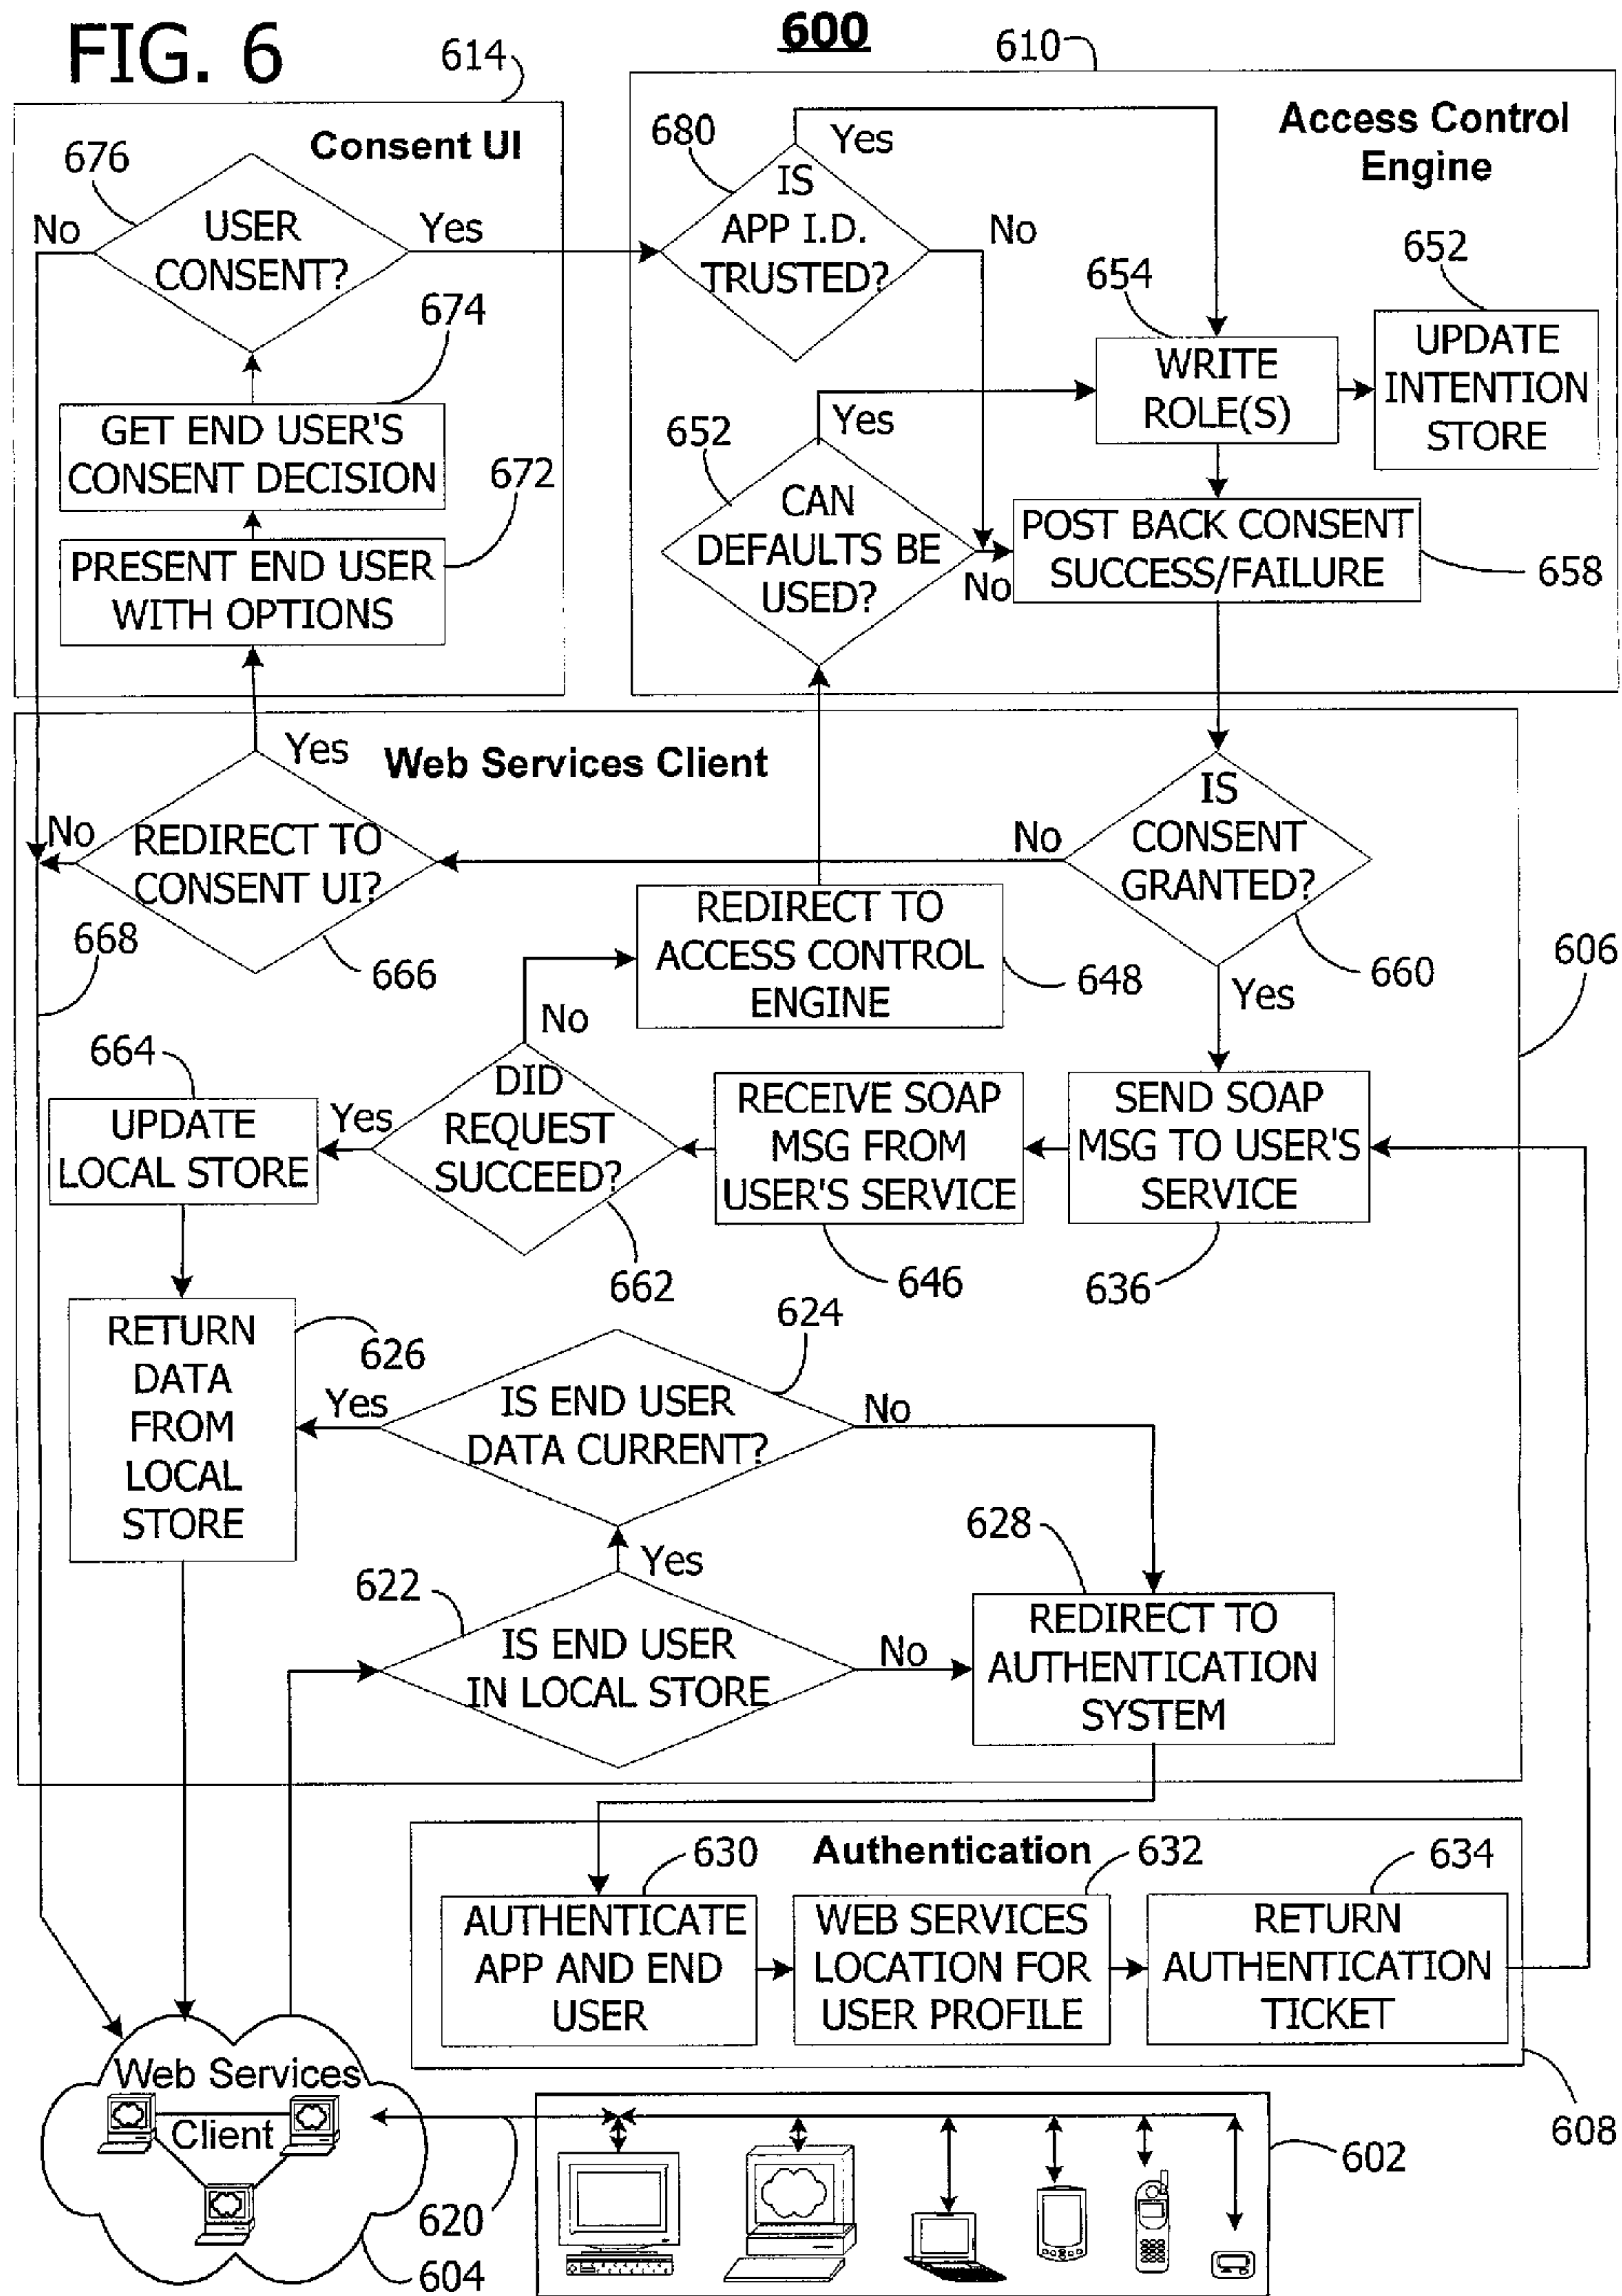 FIG. 6
600
614
610
Consent UI
Access Control
Engine
676
680
Yes
No
USER
CONSENT?
Yes
IS
APP I.D.
TRUSTED?
No
674
654
652
GET END USER'S
CONSENT DECISION
672
PRESENT END USER
WITH OPTIONS
WRITE
ROLE(S)
UPDATE
INTENTION
STORE
652
Yes
CAN
DEFAULTS BE
USED?
No
POST BACK CONSENT
SUCCESS/FAILURE
658
Yes
Web Services Client
No
REDIRECT TO
CONSENT UI?
668
666
No
IS
CONSENT
GRANTED?
660
606
REDIRECT TO
ACCESS CONTROL
ENGINE
648
No
Yes
664
UPDATE
LOCAL STORE
Yes
DID
REQUEST
SUCCEED?
662
RECEIVE SOAP
MSG FROM
USER'S SERVICE
646
SEND SOAP
MSG TO USER'S
SERVICE
636
624
RETURN
DATA
FROM
LOCAL
STORE
626
Yes
IS END USER
DATA CURRENT?
No
628
Yes
622
IS END USER
IN LOCAL STORE
No
REDIRECT TO
AUTHENTICATION
SYSTEM
630
Authentication
632
634
AUTHENTICATE
APP AND END
USER
WEB SERVICES
LOCATION FOR
USER PROFILE
RETURN
AUTHENTICATION
TICKET
608
Web Services
Client
602
620
604